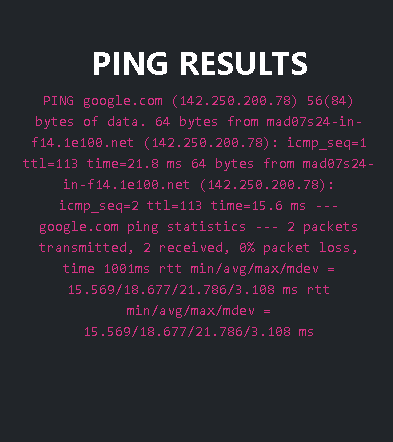 PING RESULTS
PING google.com (142.250.200.78) 56(84)
bytes of data. 64 bytes from mad07s24-in-
f14.1e100.net (142.250.200.78): icmp_seq=1
ttl=113 time=21.8 ms 64 bytes from mad07s24-
in-f14.1e100.net (142.250.200.78):
icmp_seq=2 ttl=113 time=15.6 ms ---
google.com ping statistics --- 2 packets
transmitted, 2 received, 0% packet loss,
time 1001ms rtt min/avg/max/mdev =
15.569/18.677/21.786/3.108 ms rtt
min/avg/max/mdev =
15.569/18.677/21.786/3.108 ms